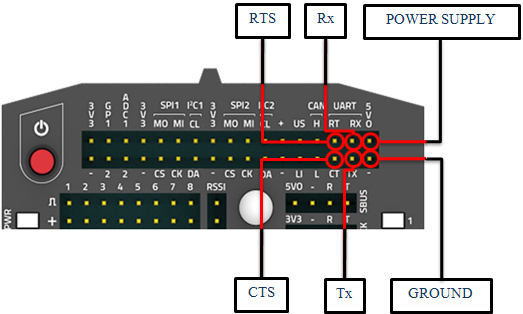 RTS Rx POWER SUPPLY
3V3 GP1 ADC1 3V3 SPI1 I²C1 3V3 SPI2 I²C2 CAN UART 5V0
MO MI CL MO MI CL + US H RT RX
- 2 2 - CS CK DA - CS CK DA - LI L CT TX -
1 2 3 4 5 6 7 8 RSSI 5V0 - R T SBUS
+ 3V3 - R T
PWR 1
CTS Tx GROUND